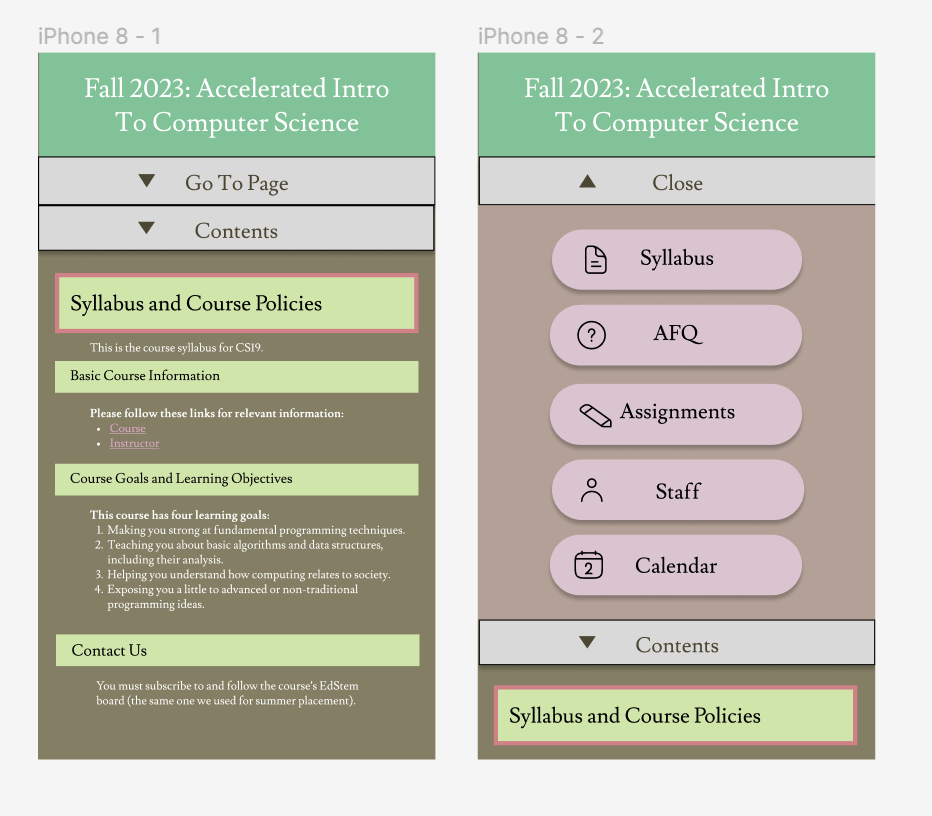 iPhone 8 - 1
Fall 2023: Accelerated Intro
To Computer Science
Go To Page
Contents
Syllabus and Course Policies
This is the course syllabus for CS19.
Basic Course Information
Please follow these links for relevant information:
• Course
• Instructor
Course Goals and Learning Objectives
This course has four learning goals:
1. Making you strong at fundamental programming techniques.
2. Teaching you about basic algorithms and data structures,
including their analysis.
3. Helping you understand how computing relates to society.
4. Exposing you a little to advanced or non-traditional
programming ideas.
Contact Us
You must subscribe to and follow the course's EdStem
board (the same one we used for summer placement).
iPhone 8 - 2
Fall 2023: Accelerated Intro
To Computer Science
Close
Syllabus
? AFQ
Assignments
Staff
2 Calendar
Contents
Syllabus and Course Policies